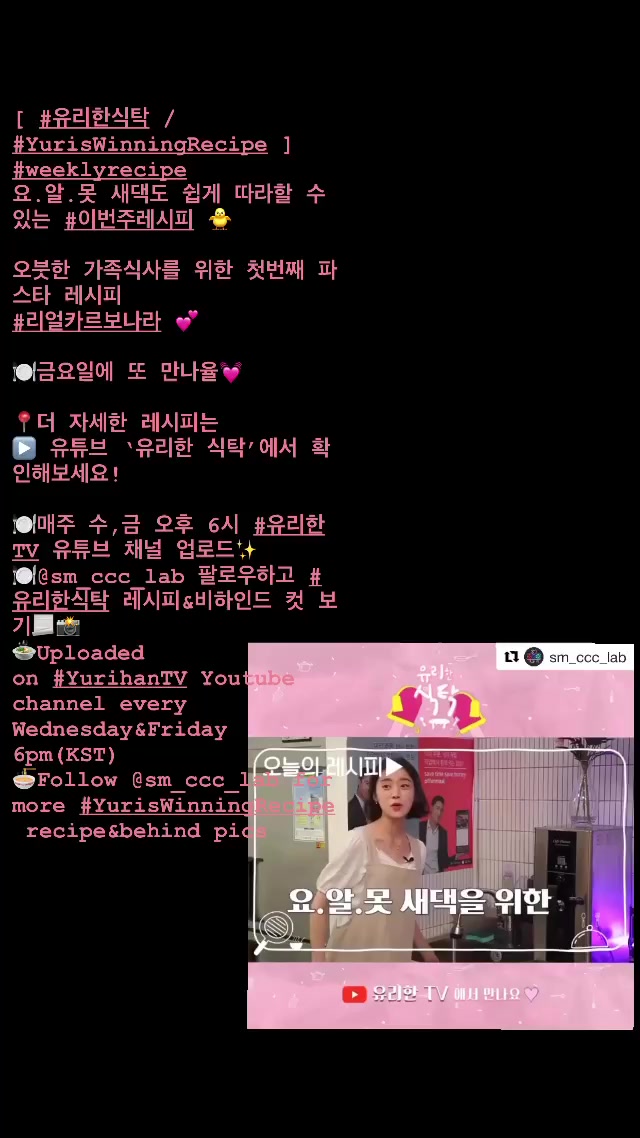 [ #유리한식탁 /
#YurisWinningRecipe ]
#weeklyrecipe
요.알.못 새댁도 쉽게 따라할 수
있는 #이번주레시피 🐥
오붓한 가족식사를 위한 첫번째 파
스타 레시피
#리얼카르보나라 💕
🍽금요일에 또 만나율💓
📍더 자세한 레시피는
▶️ 유튜브 ‘유리한 식탁’에서 확
인해보세요!
🍽매주 수,금 오후 6시 #유리한
TV 유튜브 채널 업로드✨
🍽@sm_ccc_lab 팔로우하고 #
유리한식탁 레시피&비하인드 컷 보
기📃📸
🍲Uploaded
on #YurihanTV Youtube
channel every
Wednesday&Friday
6pm(KST)
🍜Follow @sm_ccc_lab for
more #YurisWinningRecipe
recipe&behind pics
sm_ccc_lab
유리한
식탁
오늘의 레시피▶
요.알.못 새댁을 위한
유리한 TV 에서 만나요♡